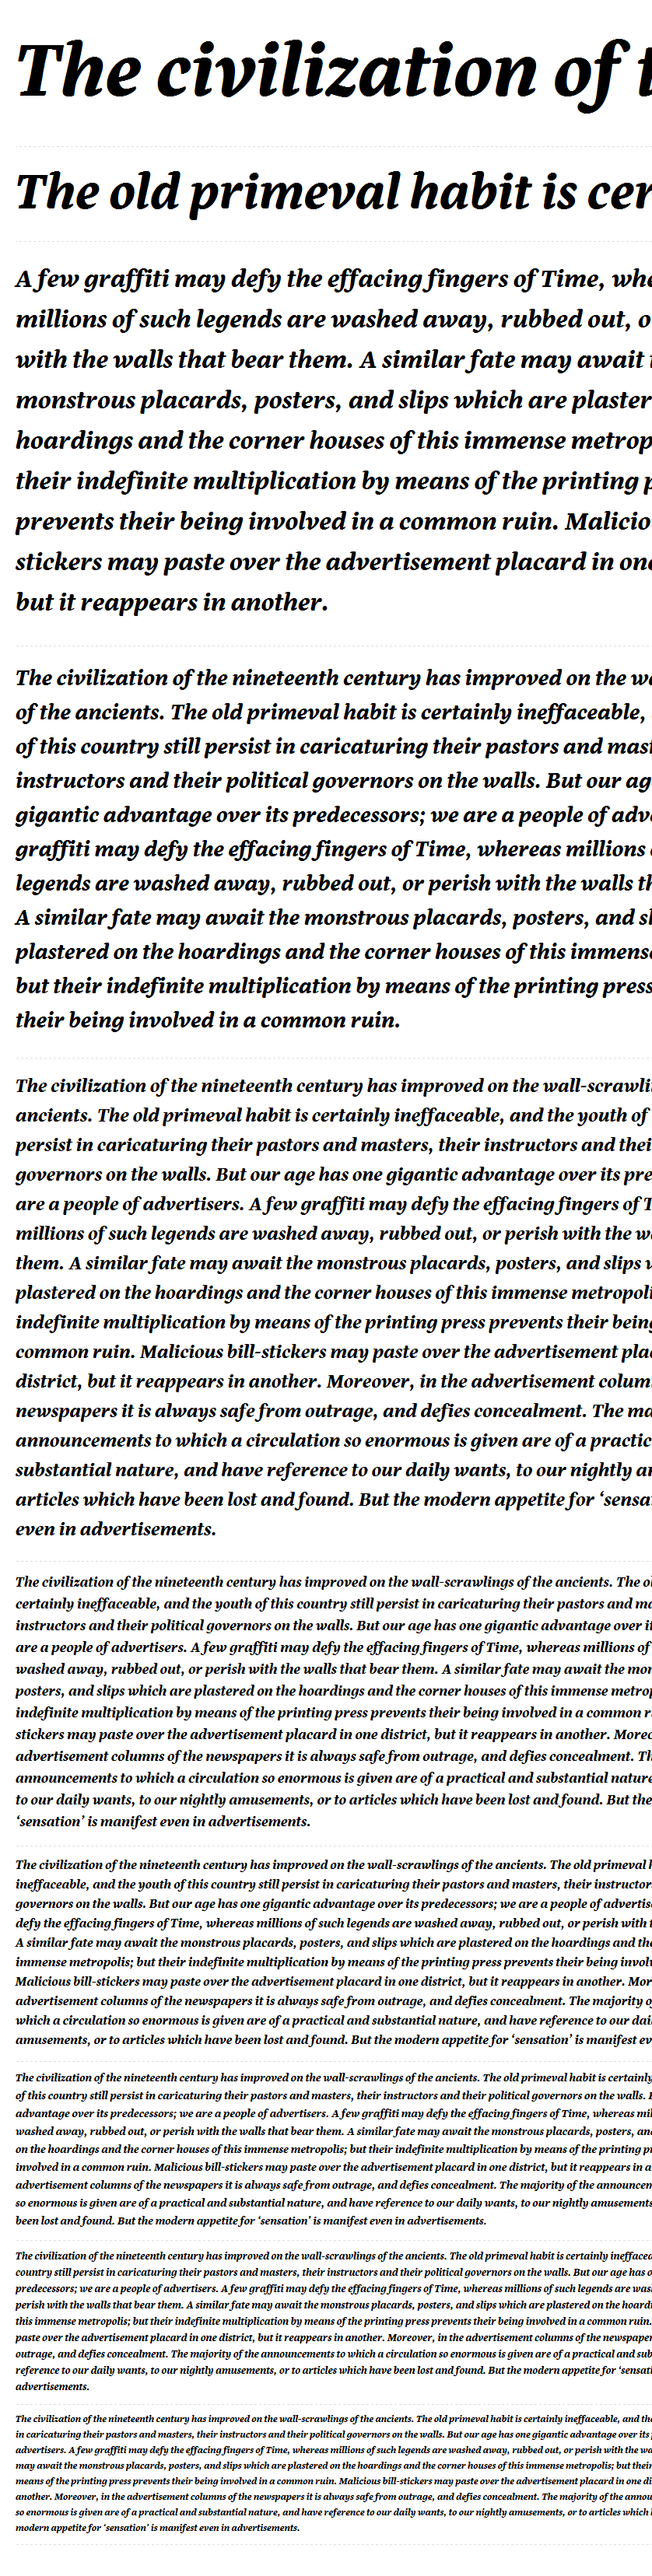 The civilization of
The old primeval habit is cer
A few graffiti may defy the effacing fingers of Time, whe
millions of such legends are washed away, rubbed out, o
with the walls that bear them. A similar fate may await
monstrous placards, posters, and slips which are plaster
hoardings and the corner houses of this immense metrop
their indefinite multiplication by means of the printing p
prevents their being involved in a common ruin. Malicio
stickers may paste over the advertisement placard in one
but it reappears in another.
The civilization of the nineteenth century has improved on the wa
of the ancients. The old primeval habit is certainly ineffaceable,
of this country still persist in caricaturing their pastors and mast
instructors and their political governors on the walls. But our ag
gigantic advantage over its predecessors; we are a people of adve
graffiti may defy the effacing fingers of Time, whereas millions
legends are washed away, rubbed out, or perish with the walls th
A similar fate may await the monstrous placards, posters, and sl
plastered on the hoardings and the corner houses of this immense
but their indefinite multiplication by means of the printing press
their being involved in a common ruin.
The civilization of the nineteenth century has improved on the wall-scrawli
ancients. The old primeval habit is certainly ineffaceable, and the youth of
persist in caricaturing their pastors and masters, their instructors and thei
governors on the walls. But our age has one gigantic advantage over its pre
are a people of advertisers. A few graffiti may defy the effacing fingers of T
millions of such legends are washed away, rubbed out, or perish with the wa
them. A similar fate may await the monstrous placards, posters, and slips w
plastered on the hoardings and the corner houses of this immense metropoli
indefinite multiplication by means of the printing press prevents their being
common ruin. Malicious bill-stickers may paste over the advertisement plac
district, but it reappears in another. Moreover, in the advertisement colum
newspapers it is always safe from outrage, and defies concealment. The ma
announcements to which a circulation so enormous is given are of a practic
substantial nature, and have reference to our daily wants, to our nightly an
articles which have been lost and found. But the modern appetite for ‘sensa
even in advertisements.
The civilization of the nineteenth century has improved on the wall-scrawlings of the ancients. The ol
certainly ineffaceable, and the youth of this country still persist in caricaturing their pastors and ma
instructors and their political governors on the walls. But our age has one gigantic advantage over it
are a people of advertisers. A few graffiti may defy the effacing fingers of Time, whereas millions of
washed away, rubbed out, or perish with the walls that bear them. A similar fate may await the mon
posters, and slips which are plastered on the hoardings and the corner houses of this immense metrop
indefinite multiplication by means of the printing press prevents their being involved in a common r
stickers may paste over the advertisement placard in one district, but it reappears in another. Moreo
advertisement columns of the newspapers it is always safe from outrage, and defies concealment. Th
announcements to which a circulation so enormous is given are of a practical and substantial nature
to our daily wants, to our nightly amusements, or to articles which have been lost and found. But the
‘sensation’ is manifest even in advertisements.
The civilization of the nineteenth century has improved on the wall-scrawlings of the ancients. The old primeval h
ineffaceable, and the youth of this country still persist in caricaturing their pastors and masters, their instructor
governors on the walls. But our age has one gigantic advantage over its predecessors; we are a people of advertise
defy the effacing fingers of Time, whereas millions of such legends are washed away, rubbed out, or perish with t
A similar fate may await the monstrous placards, posters, and slips which are plastered on the hoardings and the
immense metropolis; but their indefinite multiplication by means of the printing press prevents their being involv
Malicious bill-stickers may paste over the advertisement placard in one district, but it reappears in another. Mor
advertisement columns of the newspapers it is always safe from outrage, and defies concealment. The majority o
which a circulation so enormous is given are of a practical and substantial nature, and have reference to our dail
amusements, or to articles which have been lost and found. But the modern appetite for ‘sensation’ is manifest ev
The civilization of the nineteenth century has improved on the wall-scrawlings of the ancients. The old primeval habit is certainly
of this country still persist in caricaturing their pastors and masters, their instructors and their political governors on the walls. B
advantage over its predecessors; we are a people of advertisers. A few graffiti may defy the effacing fingers of Time, whereas mil
washed away, rubbed out, or perish with the walls that bear them. A similar fate may await the monstrous placards, posters, and
on the hoardings and the corner houses of this immense metropolis; but their indefinite multiplication by means of the printing pr
involved in a common ruin. Malicious bill-stickers may paste over the advertisement placard in one district, but it reappears in a
advertisement columns of the newspapers it is always safe from outrage, and defies concealment. The majority of the announcem
so enormous is given are of a practical and substantial nature, and have reference to our daily wants, to our nightly amusements
been lost and found. But the modern appetite for ‘sensation’ is manifest even in advertisements.
The civilization of the nineteenth century has improved on the wall-scrawlings of the ancients. The old primeval habit is certainly ineffacea
country still persist in caricaturing their pastors and masters, their instructors and their political governors on the walls. But our age has o
predecessors; we are a people of advertisers. A few graffiti may defy the effacing fingers of Time, whereas millions of such legends are was
perish with the walls that bear them. A similar fate may await the monstrous placards, posters, and slips which are plastered on the hoardi
this immense metropolis; but their indefinite multiplication by means of the printing press prevents their being involved in a common ruin.
paste over the advertisement placard in one district, but it reappears in another. Moreover, in the advertisement columns of the newspaper
outrage, and defies concealment. The majority of the announcements to which a circulation so enormous is given are of a practical and sub
reference to our daily wants, to our nightly amusements, or to articles which have been lost and found. But the modern appetite for ‘sensati
advertisements.
The civilization of the nineteenth century has improved on the wall-scrawlings of the ancients. The old primeval habit is certainly ineffaceable, and the
in caricaturing their pastors and masters, their instructors and their political governors on the walls. But our age has one gigantic advantage over its
advertisers. A few graffiti may defy the effacing fingers of Time, whereas millions of such legends are washed away, rubbed out, or perish with the wa
may await the monstrous placards, posters, and slips which are plastered on the hoardings and the corner houses of this immense metropolis; but their
means of the printing press prevents their being involved in a common ruin. Malicious bill-stickers may paste over the advertisement placard in one di
another. Moreover, in the advertisement columns of the newspapers it is always safe from outrage, and defies concealment. The majority of the annou
so enormous is given are of a practical and substantial nature, and have reference to our daily wants, to our nightly amusements, or to articles which
modern appetite for ‘sensation’ is manifest even in advertisements.